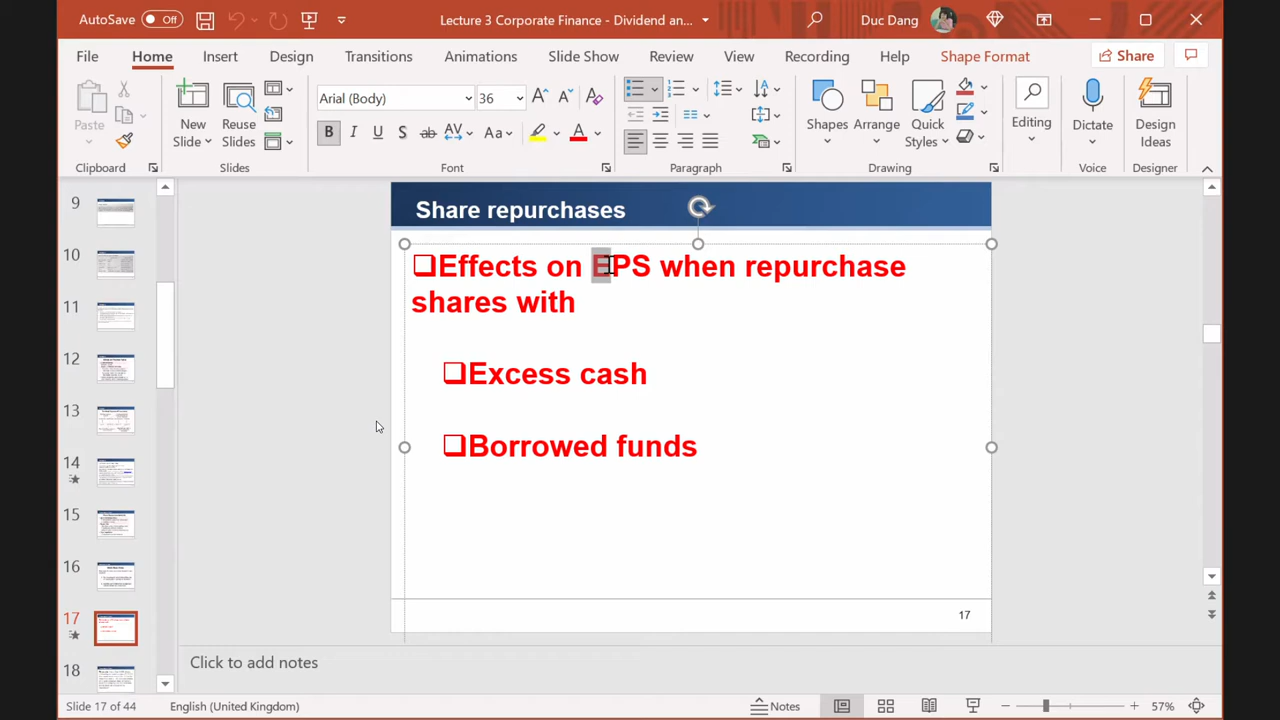 AutoSave Off Lecture 3 Corporate Finance - Dividend an... Duc Dang
File Home Insert Design Transitions Animations Slide Show Review View Recording Help Shape Format Share
Paste New Slide Reuse Slides Arial (Body) 36 Shapes Arrange Quick Styles Editing Dictate Design Ideas
B I U S ab AV Aa A
Clipboard Slides Font Paragraph Drawing Voice Designer
9
10
11
12
13
14
15
16
17
18
Share repurchases
❑Effects on EPS when repurchase
shares with
❑Excess cash
❑Borrowed funds
17
Click to add notes
Slide 17 of 44 English (United Kingdom) Notes 57%